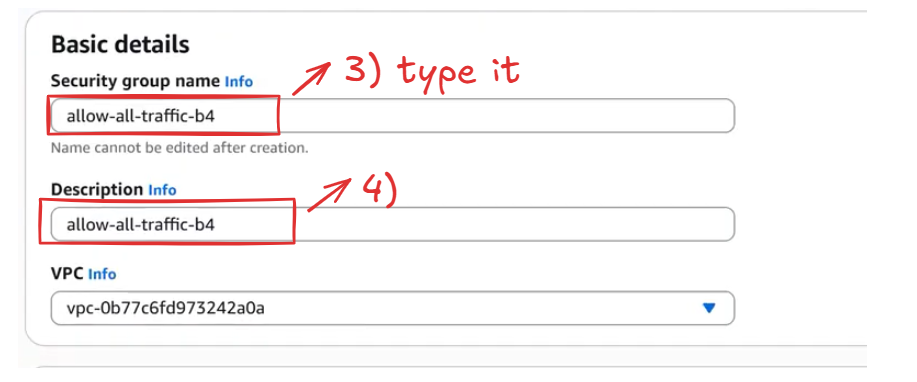 Basic details
Security group name Info
3) type it
allow-all-traffic-b4
Name cannot be edited after creation.
Description Info
4)
allow-all-traffic-b4
VPC Info
vpc-0b77c6fd973242a0a